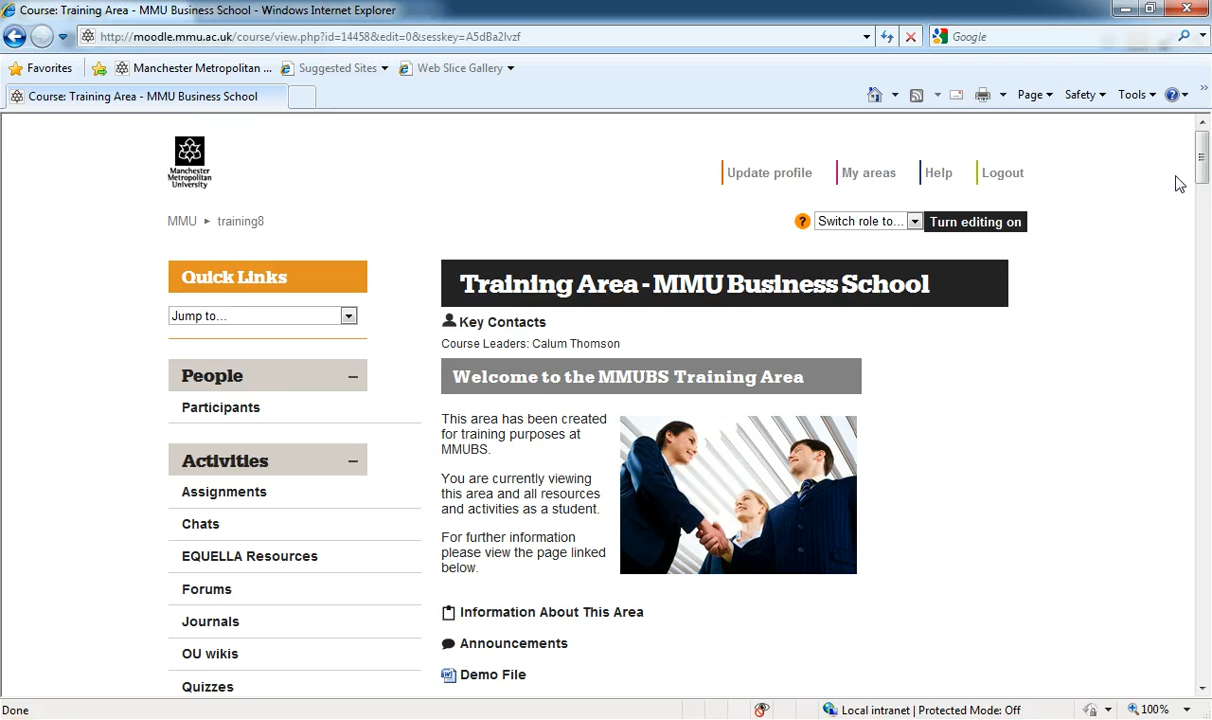 Course: Training Area - MMU Business School - Windows Internet Explorer
http://moodle.mmu.ac.uk/course/view.php?id=14458&edit=0&sesskey=A5dBa2lvzf
Google
Favorites
Manchester Metropolitan ...
Suggested Sites
Web Slice Gallery
Course: Training Area - MMU Business School
Page
Safety
Tools
Manchester
Metropolitan
University
Update profile
My areas
Help
Logout
MMU ► training8
Switch role to...
Turn editing on
Quick Links
Jump to...
People
Participants
Activities
Assignments
Chats
EQUELLA Resources
Forums
Journals
OU wikis
Quizzes
Training Area - MMU Business School
Key Contacts
Course Leaders: Calum Thomson
Welcome to the MMUBS Training Area
This area has been created
for training purposes at
MMUBS.
You are currently viewing
this area and all resources
and activities as a student.
For further information
please view the page linked
below.
Information About This Area
Announcements
Demo File
Done
Local intranet | Protected Mode: Off
100%